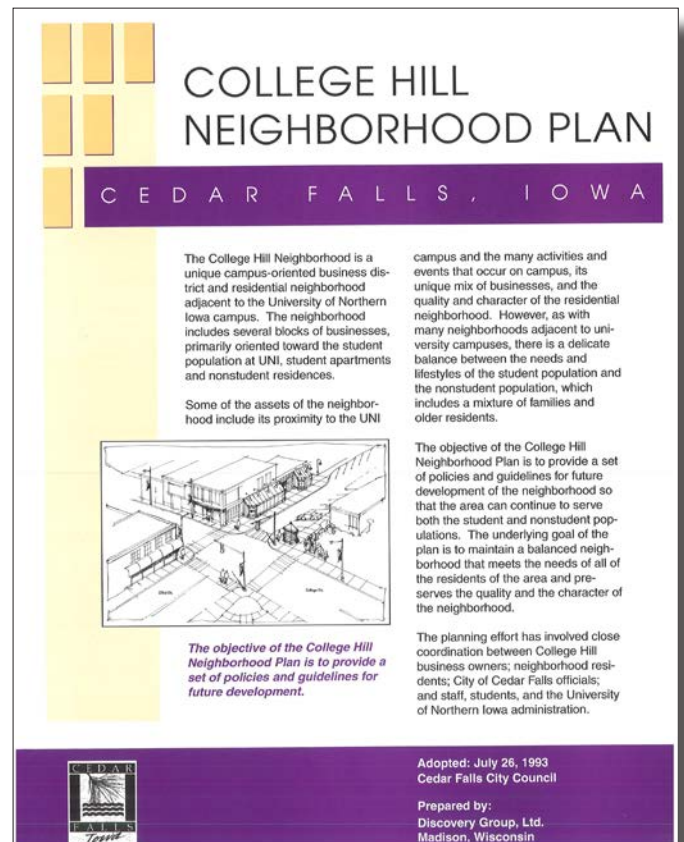 COLLEGE HILL
NEIGHBORHOOD PLAN
CEDAR FALLS, IOWA
The College Hill Neighborhood is a
unique campus-oriented business dis-
trict and residential neighborhood
adjacent to the University of Northern
Iowa campus. The neighborhood
includes several blocks of businesses,
primarily oriented toward the student
population at UNI, student apartments
and nonstudent residences.
Some of the assets of the neighbor-
hood include its proximity to the UNI
campus and the many activities and
events that occur on campus, its
unique mix of businesses, and the
quality and character of the residential
neighborhood. However, as with
many neighborhoods adjacent to uni-
versity campuses, there is a delicate
balance between the needs and
lifestyles of the student population and
the nonstudent population, which
includes a mixture of families and
older residents.
The objective of the College Hill
Neighborhood Plan is to provide a set
of policies and guidelines for future
development of the neighborhood so
that the area can continue to serve
both the student and nonstudent pop-
ulations. The underlying goal of the
plan is to maintain a balanced neigh-
borhood that meets the needs of all of
the residents of the area and pre-
serves the quality and the character of
the neighborhood.
The planning effort has involved close
coordination between College Hill
business owners; neighborhood resi-
dents; City of Cedar Falls officials;
and staff, students, and the University
of Northern Iowa administration.
The objective of the College Hill
Neighborhood Plan is to provide a
set of policies and guidelines for
future development.
CEDAR
FALLS
Adopted: July 26, 1993
Cedar Falls City Council
Prepared by:
Discovery Group, Ltd.
Madison, Wisconsin